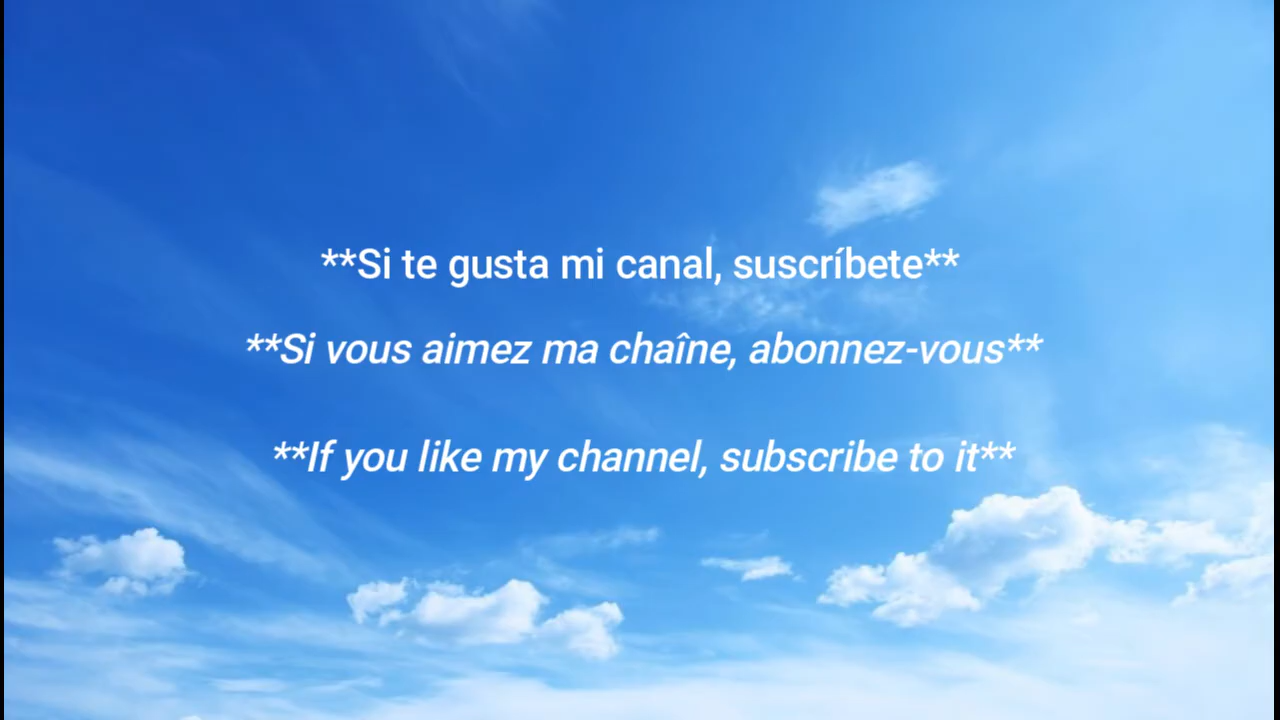 **Si te gusta mi canal, suscríbete**
**Si vous aimez ma chaîne, abonnez-vous**
**If you like my channel, subscribe to it**